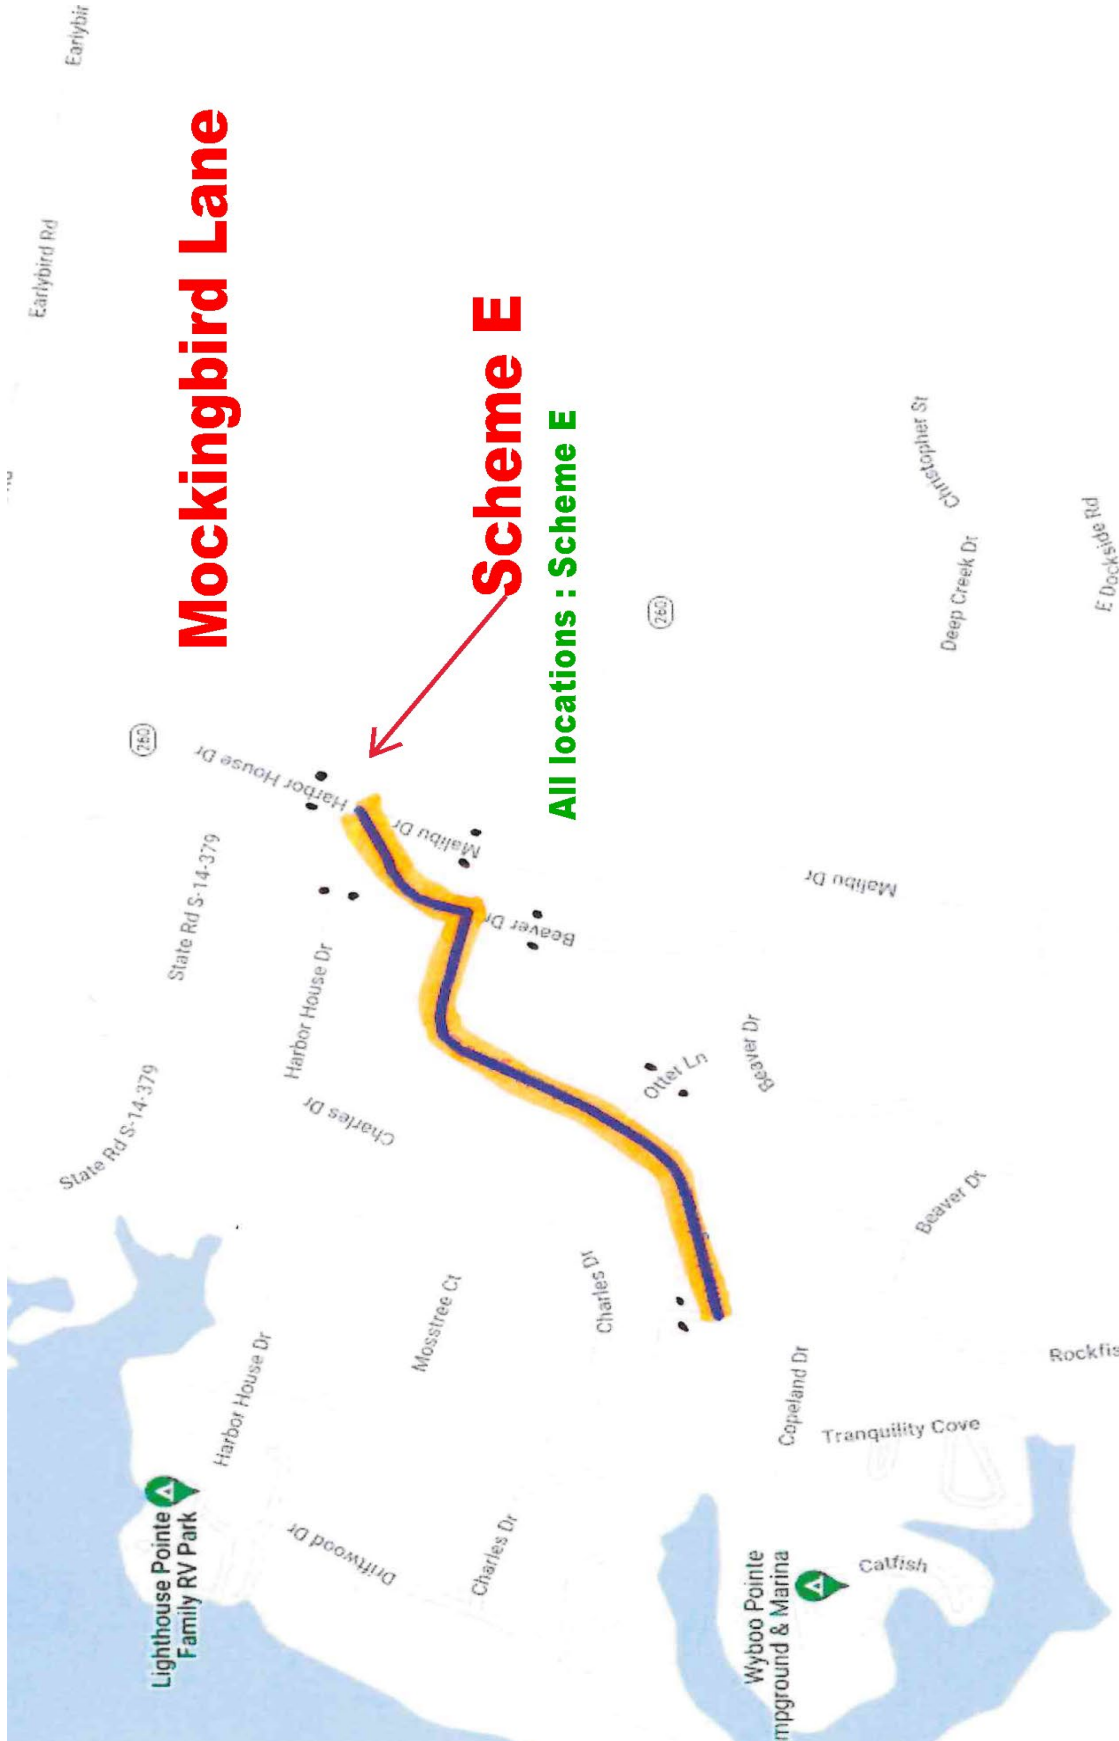 Earlybir
Earlybird Rd
Mockingbird Lane
Scheme E
All locations : Scheme E
260
260
Harbor House Dr
Malibu Dr
Beaver Dr
Malibu Dr
Christopher St
Deep Creek Dr
E Dockside Rd
State Rd S-14-379
Harbor House Dr
State Rd S-14-379
Charles Dr
Otter Ln
Beaver Dr
Beaver Dr
Charles Dr
Mosstree Ct
Harbor House Dr
Copeland Dr
Rockfis
Tranquility Cove
Lighthouse Pointe
Family RV Park
Driftwood Dr
Charles Dr
Wyboo Pointe
mpground & Marina
Catfish